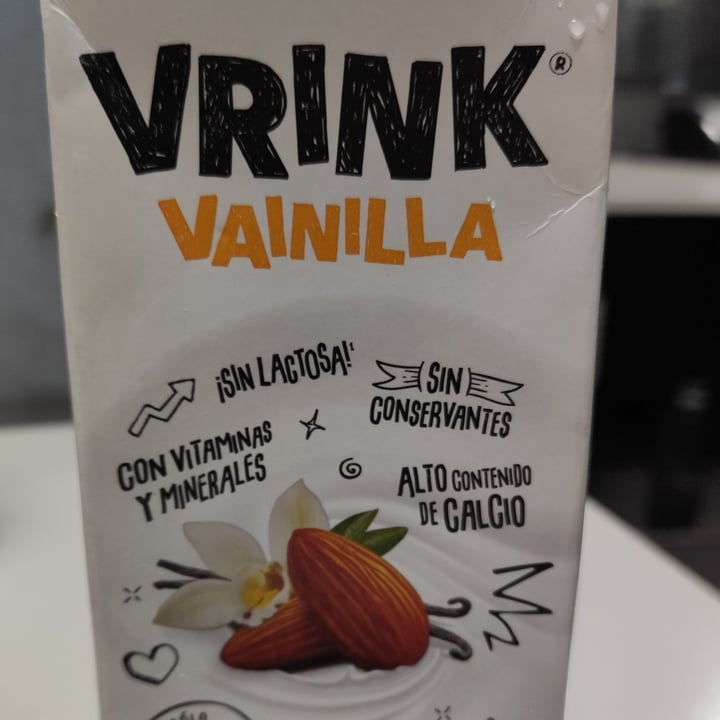 VRINK®
VAINILLA
¡SIN LACTOSA!¹
SIN
CONSERVANTES
CON VITAMINAS
Y MINERALES
ALTO CONTENIDO
DE CALCIO